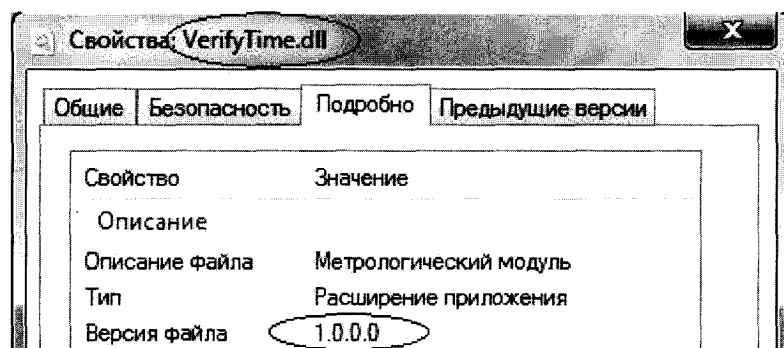 Свойства: VerifyTime.dll
Общие Безопасность Подробно Предыдущие версии
Свойство Значение
Описание
Описание файла Метрологический модуль
Тип Расширение приложения
Версия файла 1.0.0.0